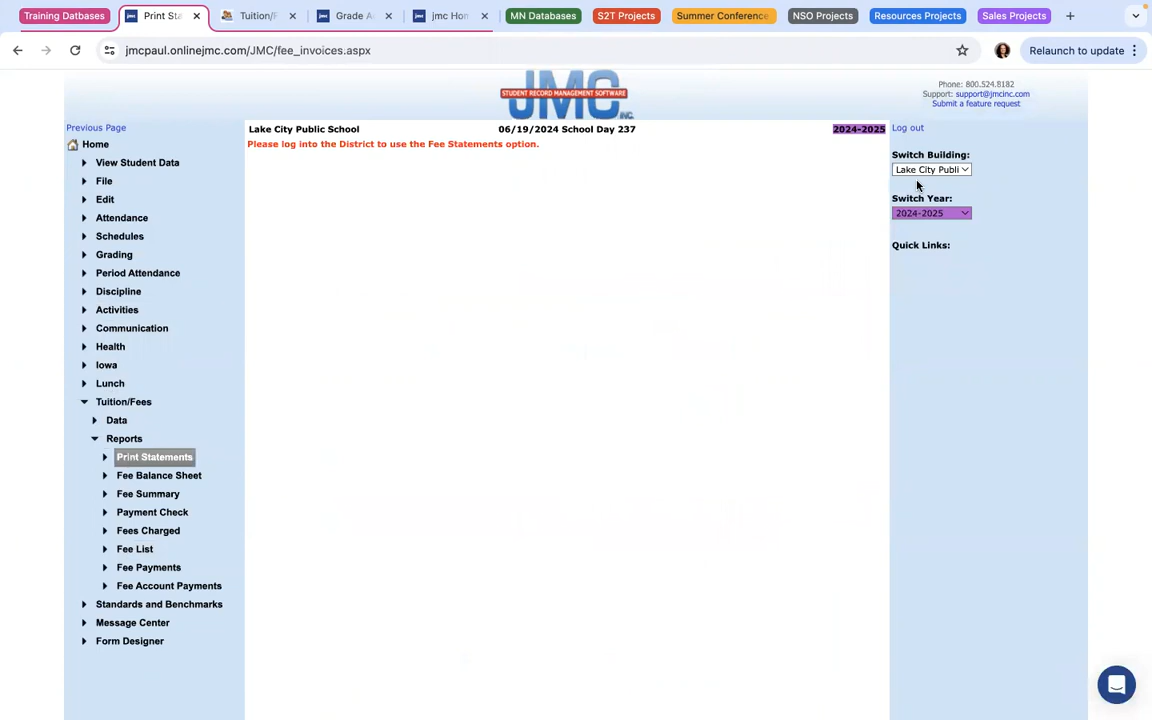 Training Datbases
Print Sta
Tuition/F
Grade A
jmc Hom
MN Databases
S2T Projects
Summer Conference
NSO Projects
Resources Projects
Sales Projects
jmcpaul.onlinejmc.com/JMC/fee_invoices.aspx
Relaunch to update
JMC
STUDENT RECORD MANAGEMENT SOFTWARE
INC.
Phone: 800.524.8182
Support: support@jmcinc.com
Submit a feature request
Previous Page
Lake City Public School
06/19/2024 School Day 237
2024-2025
Log out
Please log into the District to use the Fee Statements option.
Home
View Student Data
File
Edit
Attendance
Schedules
Grading
Period Attendance
Discipline
Activities
Communication
Health
Iowa
Lunch
Tuition/Fees
Data
Reports
Print Statements
Fee Balance Sheet
Fee Summary
Payment Check
Fees Charged
Fee List
Fee Payments
Fee Account Payments
Standards and Benchmarks
Message Center
Form Designer
Switch Building:
Lake City Publi
Switch Year:
2024-2025
Quick Links: